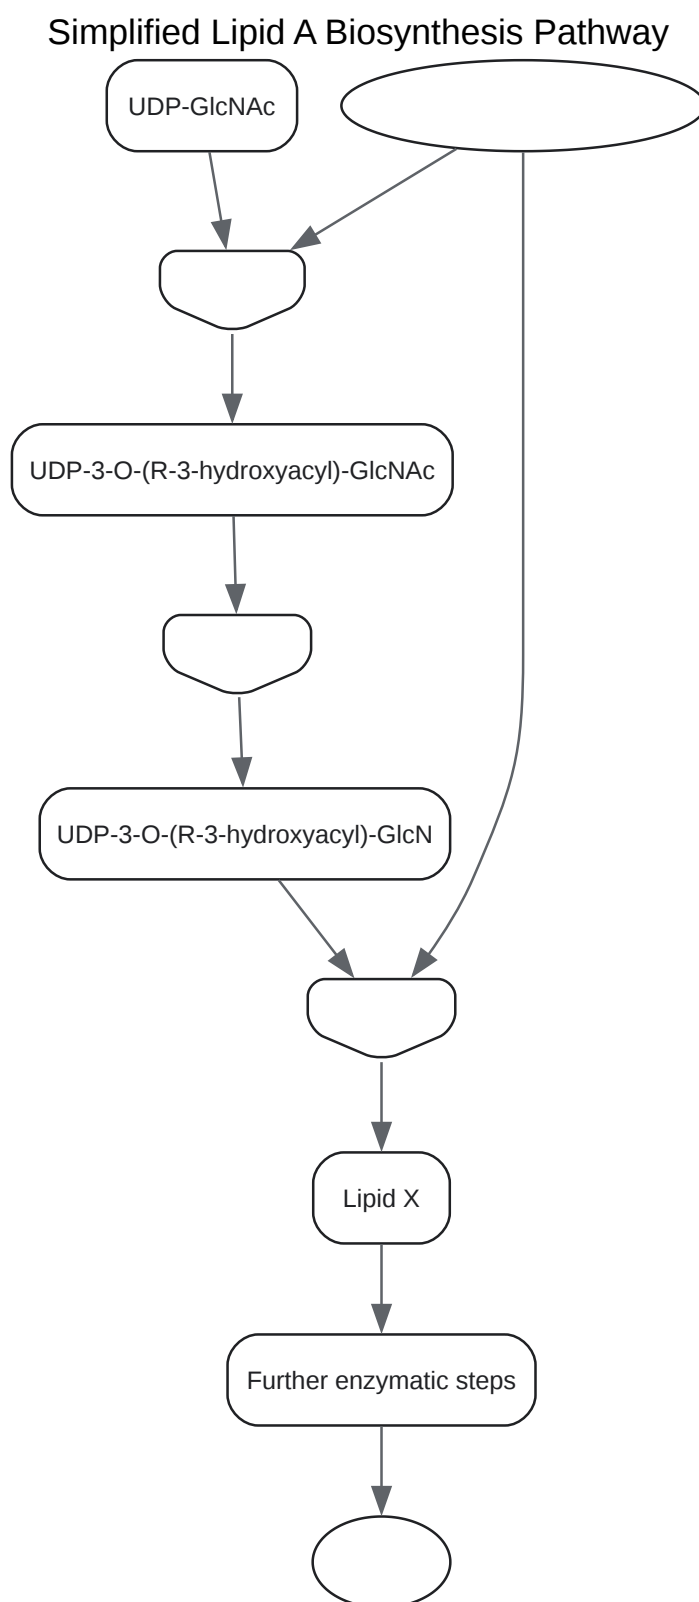 Simplified Lipid A Biosynthesis Pathway
UDP-GlcNAc
UDP-3-O-(R-3-hydroxyacyl)-GlcNAc
UDP-3-O-(R-3-hydroxyacyl)-GlcN
Lipid X
Further enzymatic steps